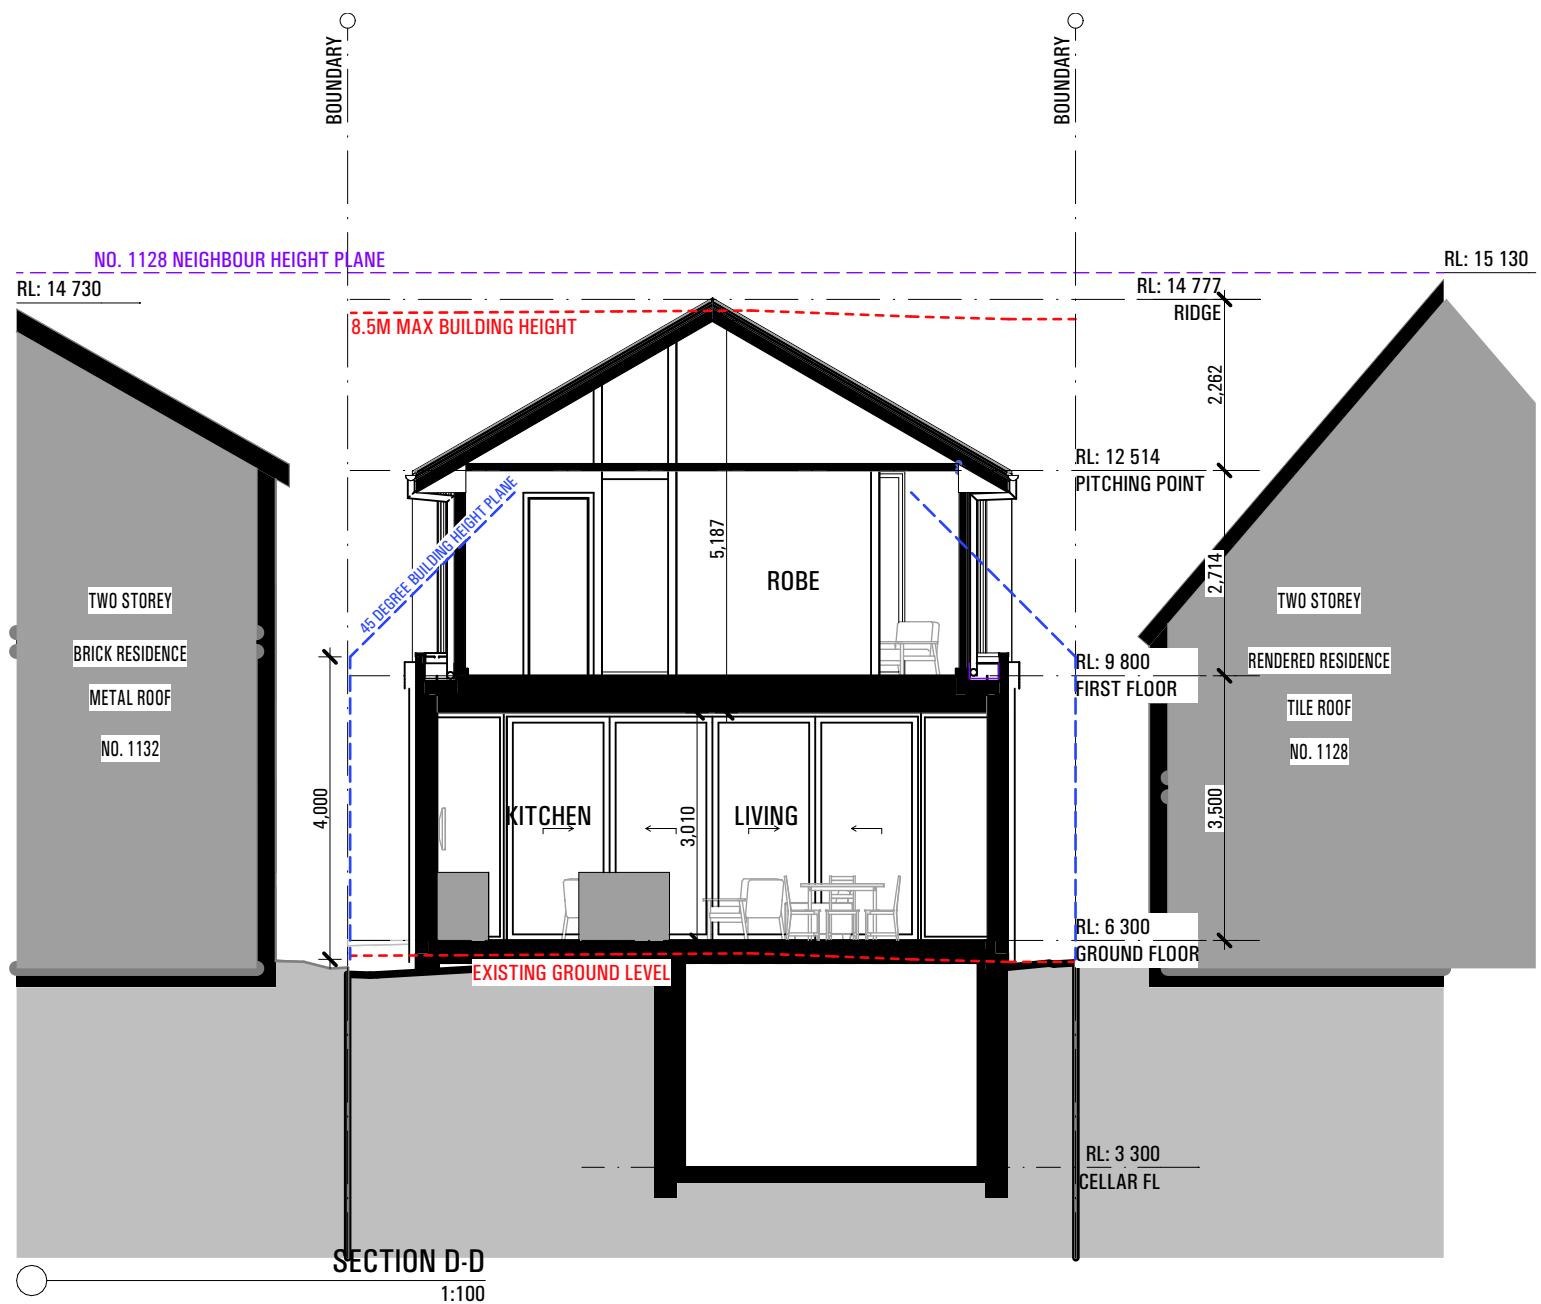 BOUNDARY
BOUNDARY
NO. 1128 NEIGHBOUR HEIGHT PLANE
RL: 15 130
RL: 14 730
RL: 14 777
RIDGE
8.5M MAX BUILDING HEIGHT
2,262
RL: 12 514
PITCHING POINT
45 DEGREE BUILDING HEIGHT PLANE
5,187
ROBE
2,714
TWO STOREY
BRICK RESIDENCE
METAL ROOF
NO. 1132
TWO STOREY
RENDERED RESIDENCE
TILE ROOF
NO. 1128
RL: 9 800
FIRST FLOOR
4,000
KITCHEN
3,010
LIVING
3,500
RL: 6 300
GROUND FLOOR
EXISTING GROUND LEVEL
RL: 3 300
CELLAR FL
SECTION D-D
1:100